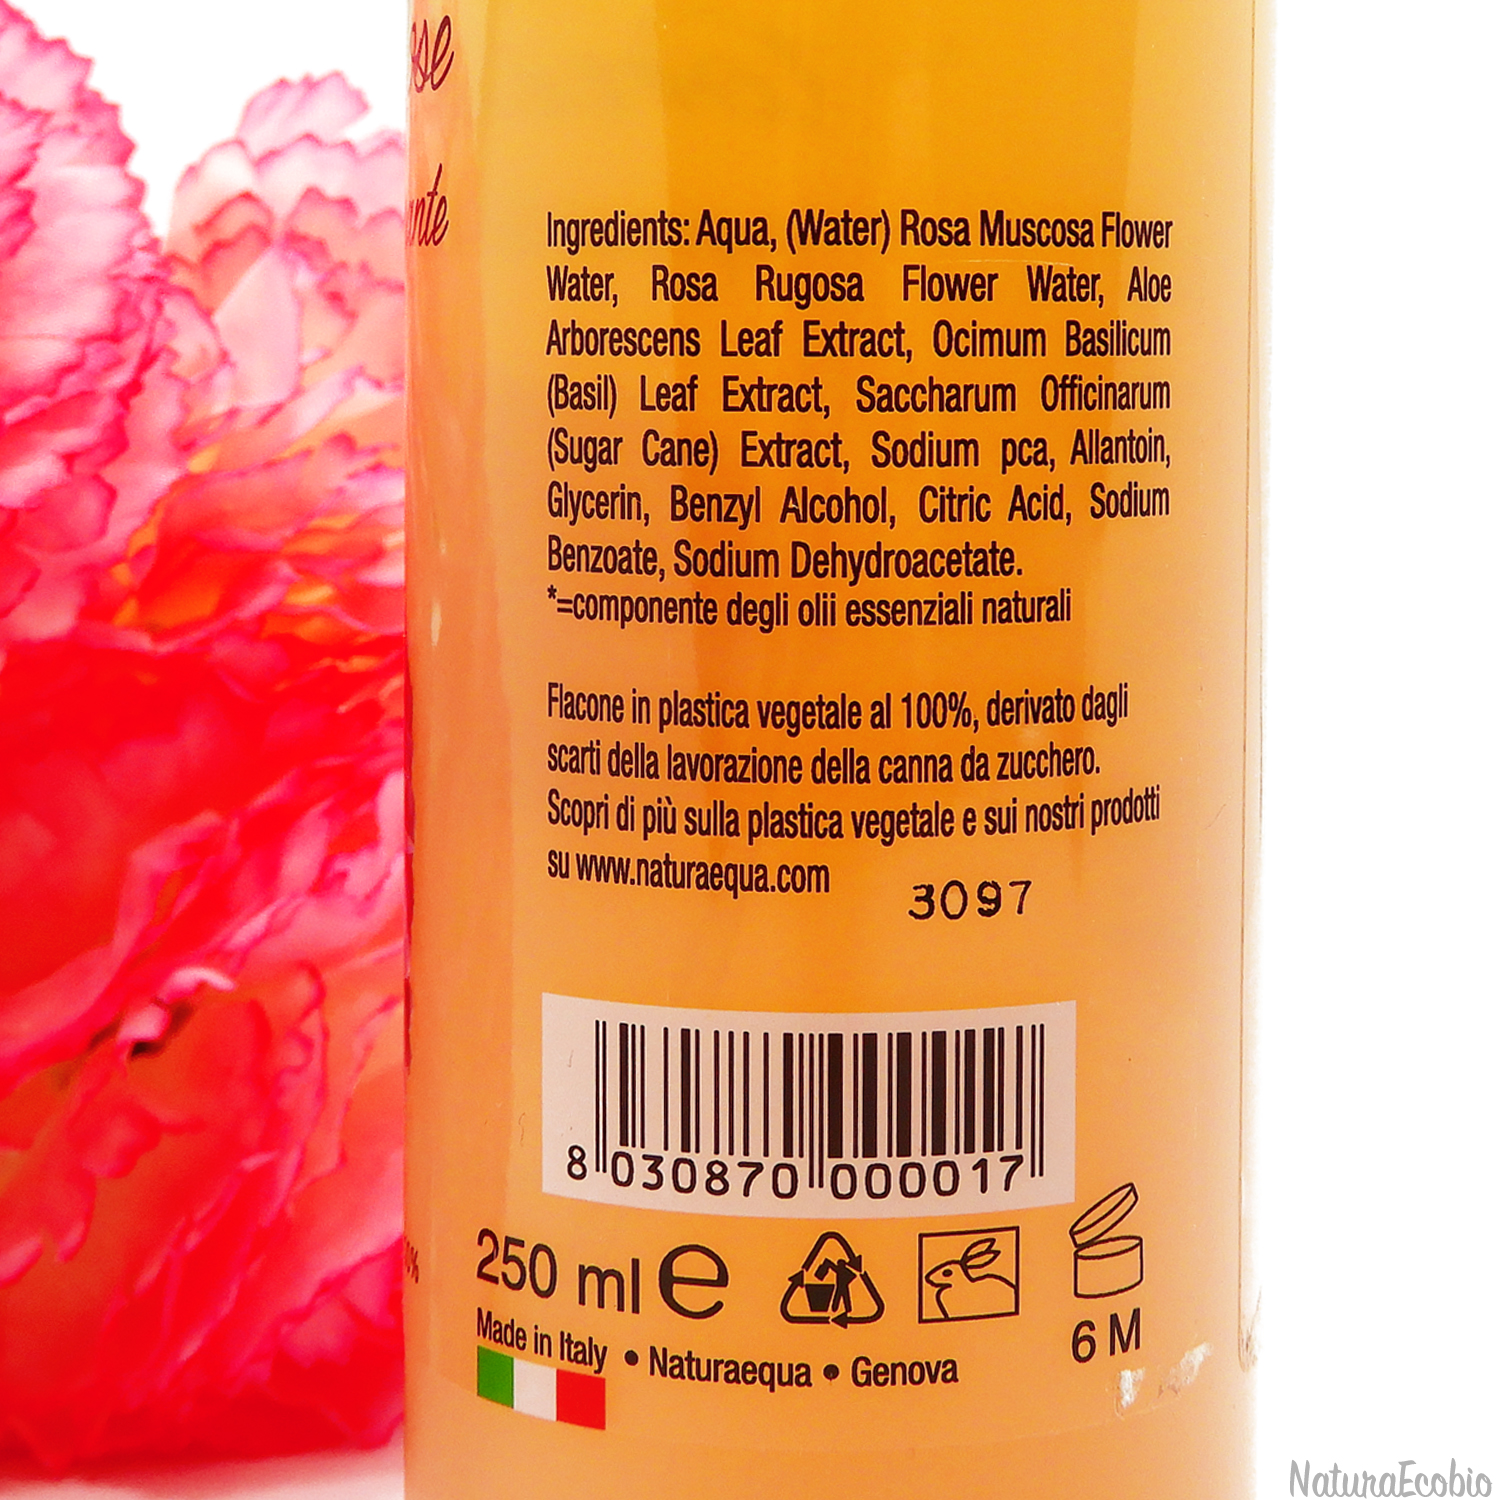 Ingredients: Aqua, (Water) Rosa Muscosa Flower
Water, Rosa Rugosa Flower Water, Aloe
Arborescens Leaf Extract, Ocimum Basilicum
(Basil) Leaf Extract, Saccharum Officinarum
(Sugar Cane) Extract, Sodium pca, Allantoin,
Glycerin, Benzyl Alcohol, Citric Acid, Sodium
Benzoate, Sodium Dehydroacetate.
*=componente degli olii essenziali naturali
Flacone in plastica vegetale al 100%, derivato dagli
scarti della lavorazione della canna da zucchero.
Scopri di più sulla plastica vegetale e sui nostri prodotti
su www.naturaequa.com
3097
8 030870 000017
250 ml e
6 M
Made in Italy • Naturaequa • Genova
NaturaEcobio